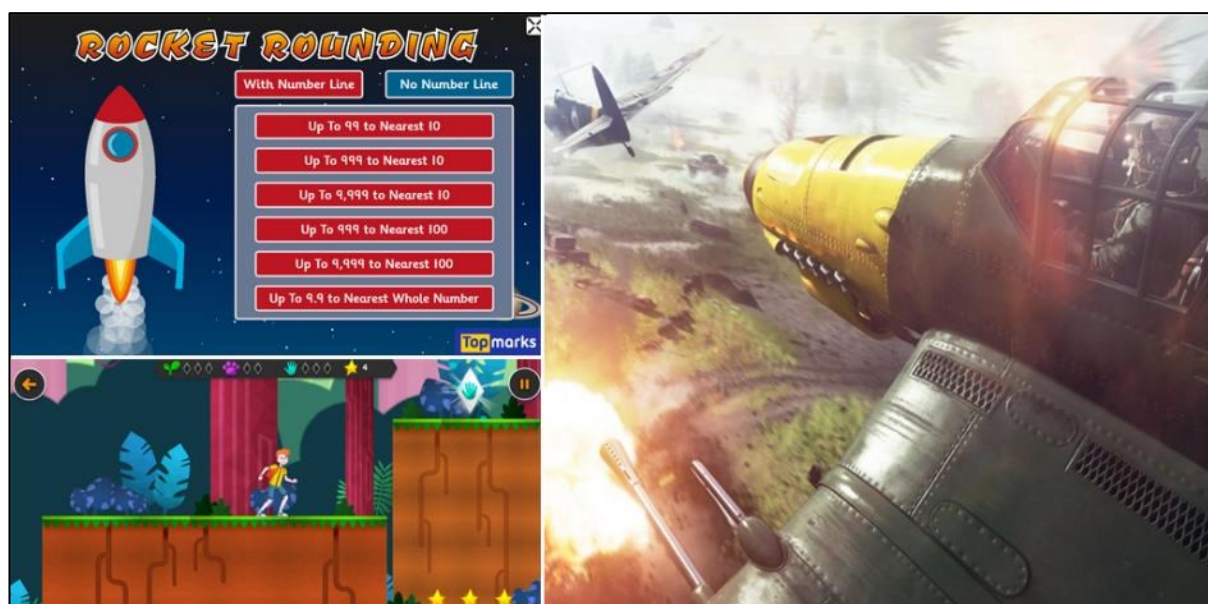 ROCKET ROUNDING
With Number Line
No Number Line
Up To 99 to Nearest 10
Up To 999 to Nearest 10
Up To 9,999 to Nearest 10
Up To 999 to Nearest 100
Up To 9,999 to Nearest 100
Up To 9.9 to Nearest Whole Number
Topmarks
4